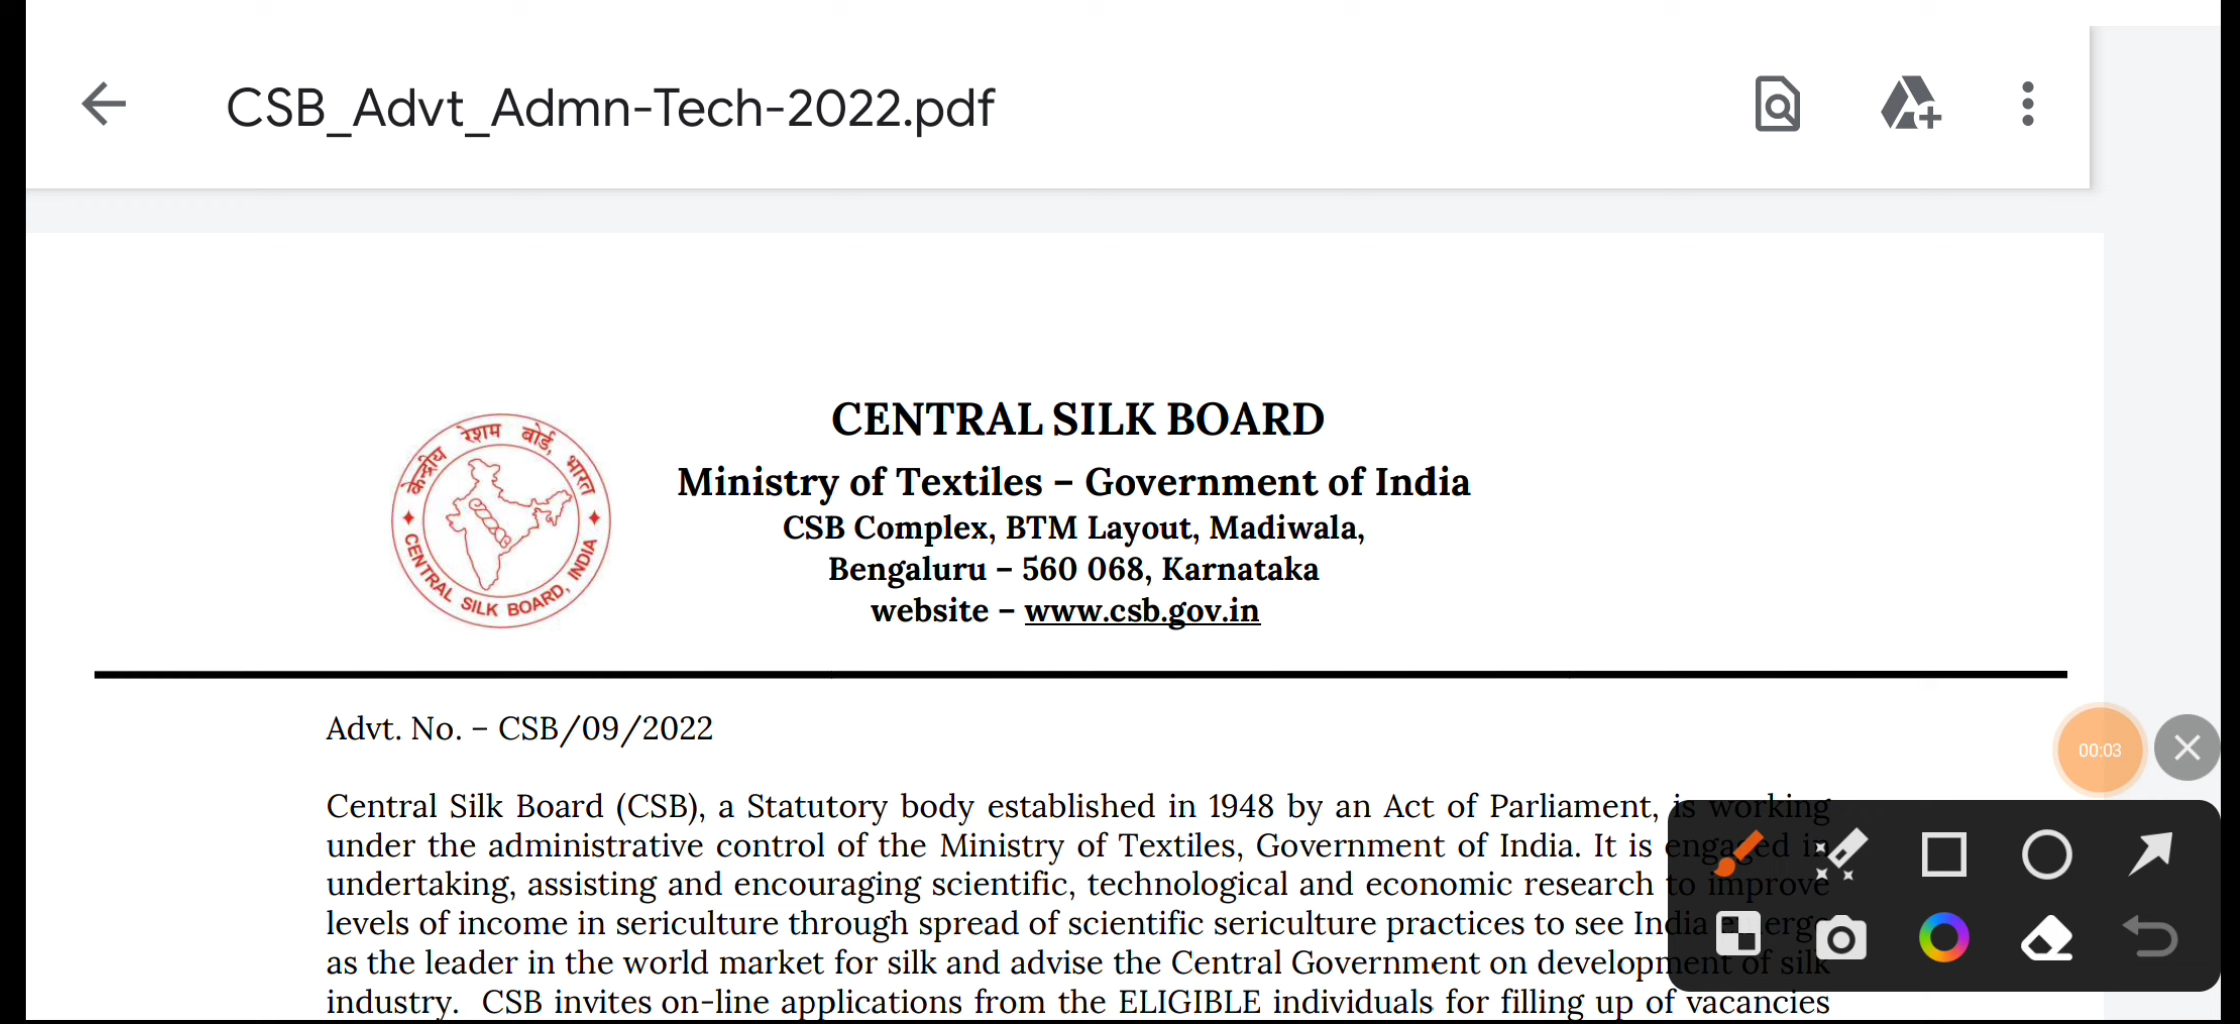 CSB_Advt_Admn-Tech-2022.pdf
केन्द्रीय रेशम बोर्ड, भारत
CENTRAL SILK BOARD, INDIA
CENTRAL SILK BOARD
Ministry of Textiles – Government of India
CSB Complex, BTM Layout, Madiwala,
Bengaluru – 560 068, Karnataka
website – www.csb.gov.in
Advt. No. – CSB/09/2022
00:03
Central Silk Board (CSB), a Statutory body established in 1948 by an Act of Parliament, is working
under the administrative control of the Ministry of Textiles, Government of India. It is engaged in
undertaking, assisting and encouraging scientific, technological and economic research to improve
levels of income in sericulture through spread of scientific sericulture practices to see India
as the leader in the world market for silk and advise the Central Government on development of silk
industry. CSB invites on-line applications from the ELIGIBLE individuals for filling up of vacancies